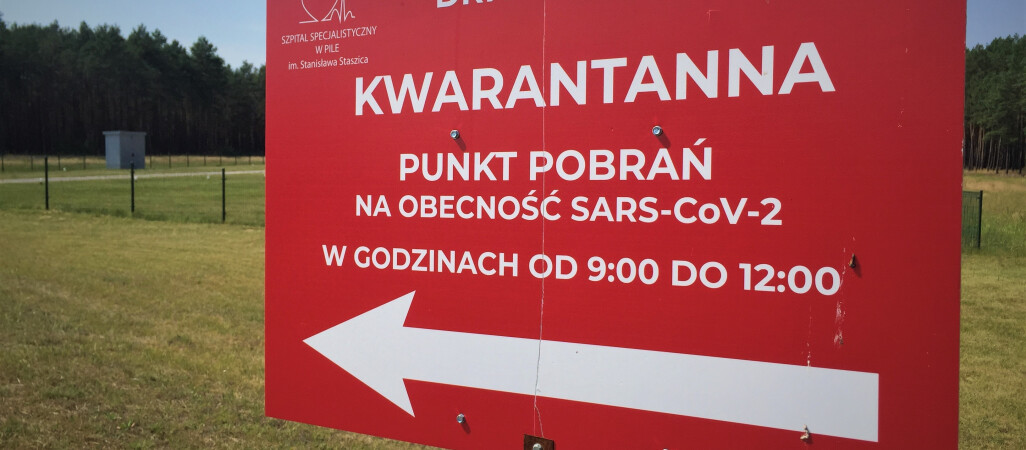 SZPITAL SPECJALISTYCZNY
W PILE
im. Stanisława Staszica
KWARANTANNA
PUNKT POBRAŃ
NA OBECNOŚĆ SARS-CoV-2
W GODZINACH OD 9:00 DO 12:00